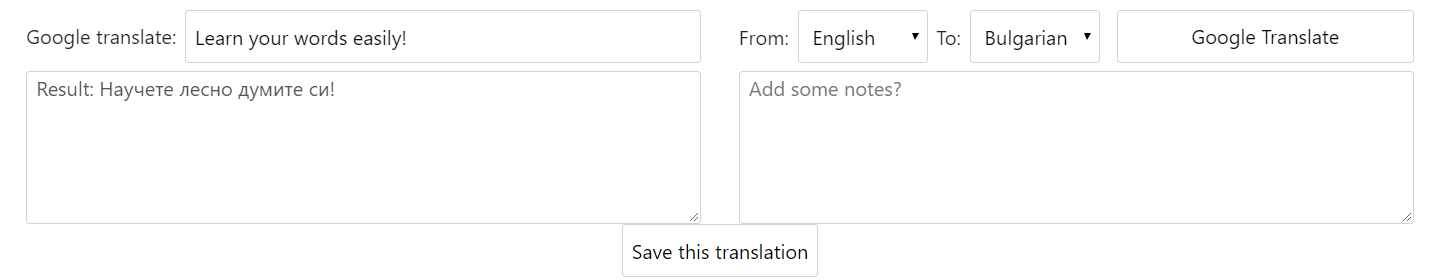 Google translate: Learn your words easily! From: English To: Bulgarian Google Translate
Result: Научете лесно думите си! Add some notes?
Save this translation